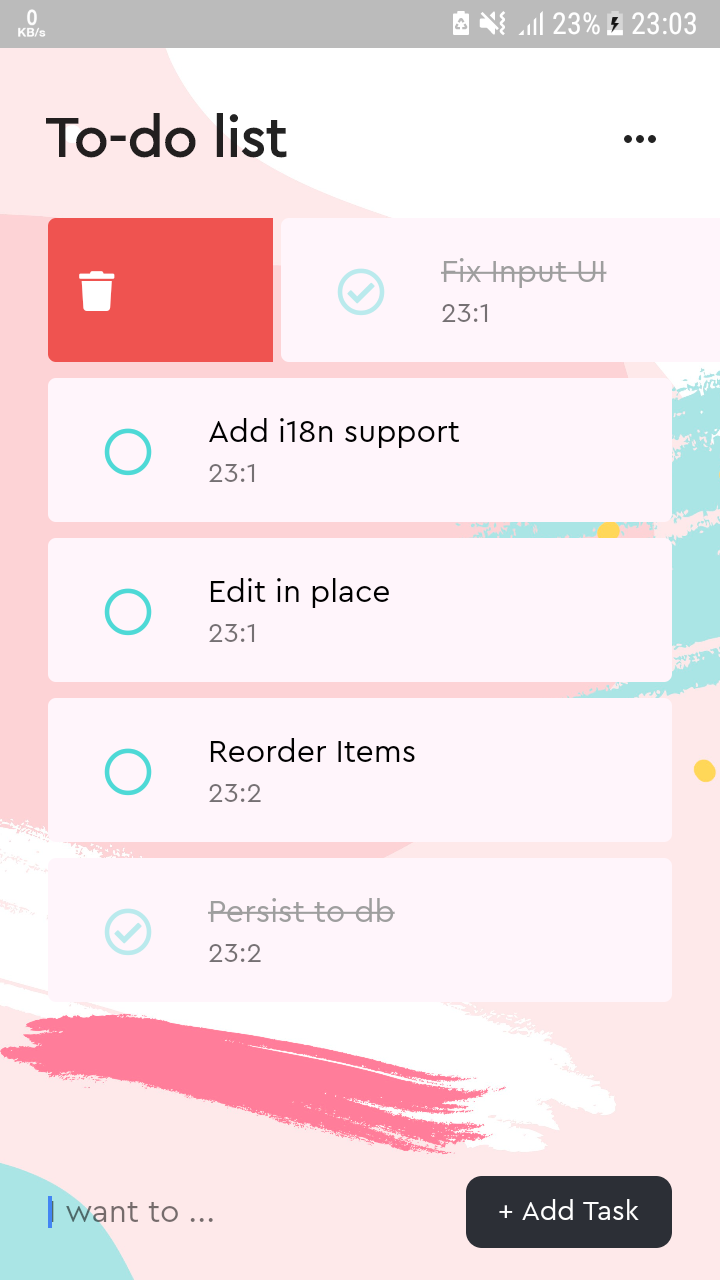 0
KB/s
23%
23:03
To-do list
Fix Input UI
23:1
Add i18n support
23:1
Edit in place
23:1
Reorder Items
23:2
Persist to db
23:2
I want to ...
+ Add Task